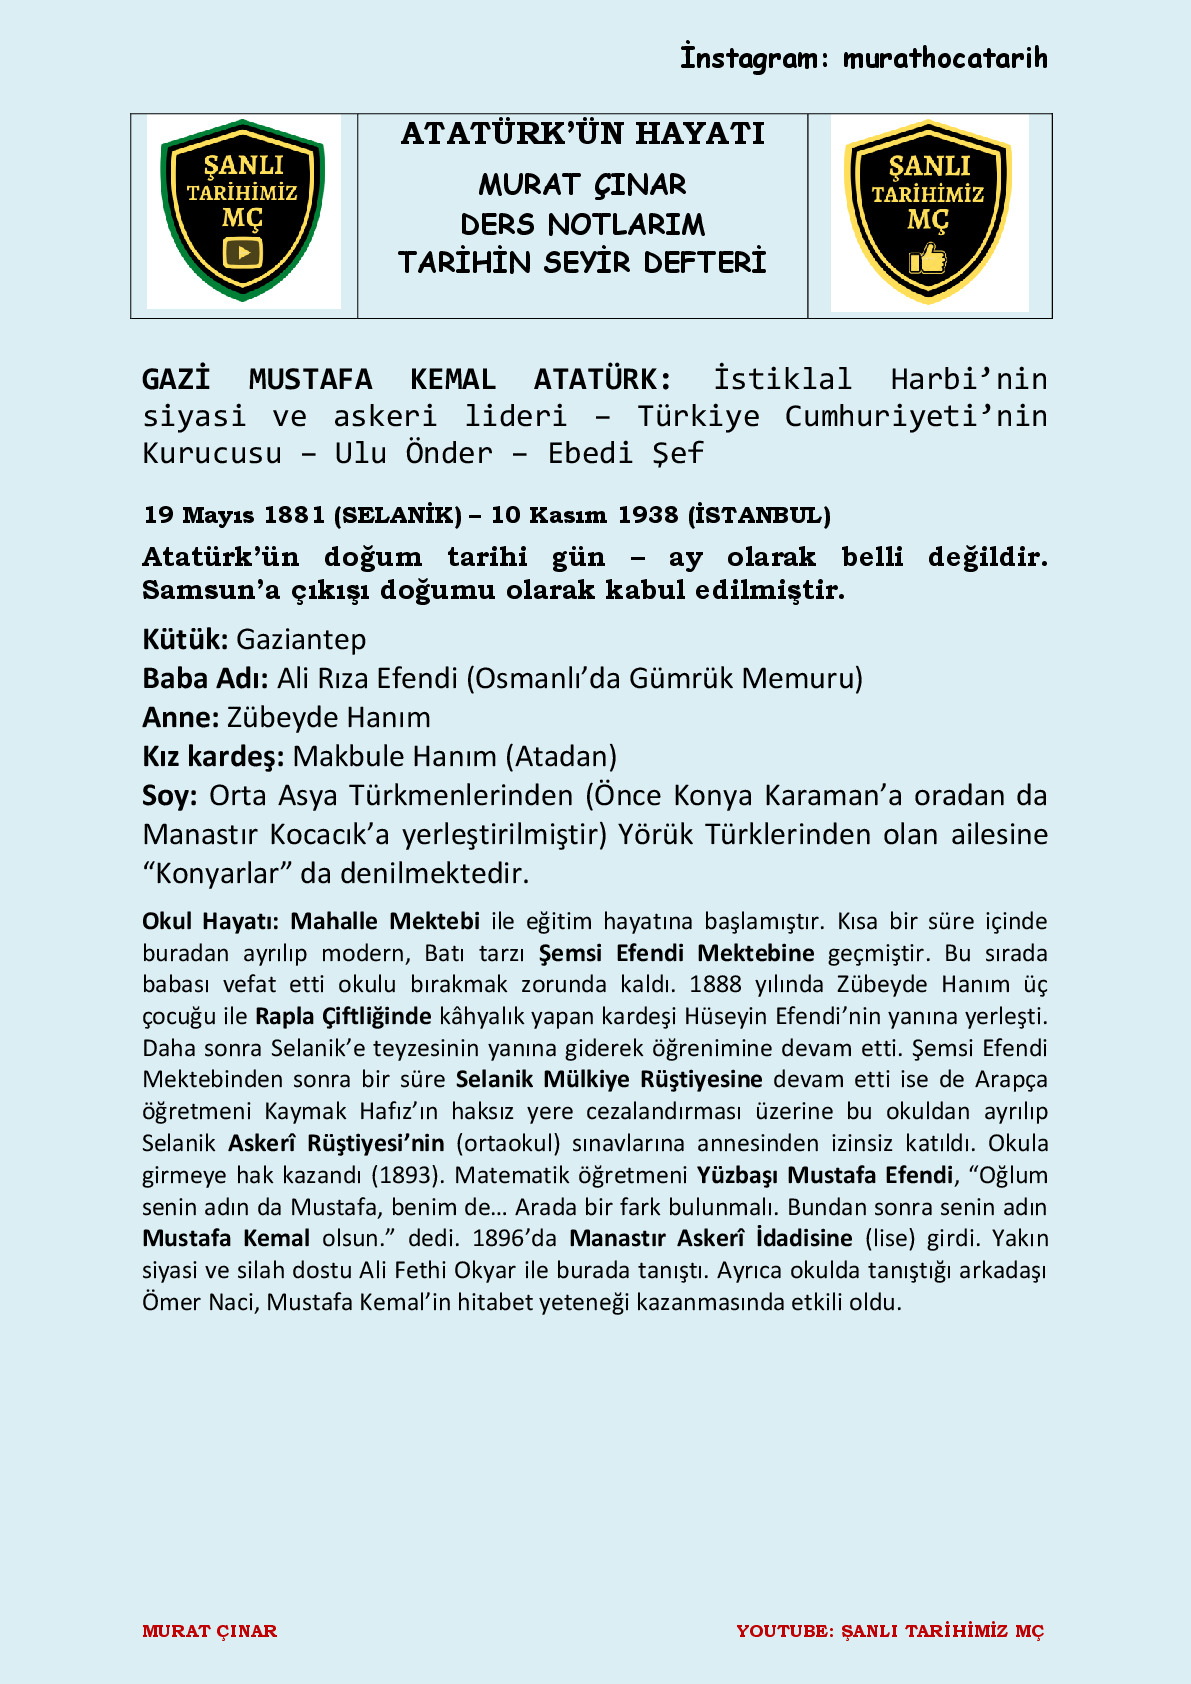 İnstagram: murathocatarih
ŞANLI
TARİHİMİZ
MÇ
ATATÜRK’ÜN HAYATI
MURAT ÇINAR
DERS NOTLARIM
TARİHİN SEYİR DEFTERİ
ŞANLI
TARİHİMİZ
MÇ
GAZİ MUSTAFA KEMAL ATATÜRK: İstiklal Harbi’nin
siyasi ve askeri lideri – Türkiye Cumhuriyeti’nin
Kurucusu – Ulu Önder – Ebedi Şef
19 Mayıs 1881 (SELANİK) – 10 Kasım 1938 (İSTANBUL)
Atatürk’ün doğum tarihi gün – ay olarak belli değildir.
Samsun’a çıkışı doğumu olarak kabul edilmiştir.
Kütük: Gaziantep
Baba Adı: Ali Rıza Efendi (Osmanlı’da Gümrük Memuru)
Anne: Zübeyde Hanım
Kız kardeş: Makbule Hanım (Atadan)
Soy: Orta Asya Türkmenlerinden (Önce Konya Karaman’a oradan da
Manastır Kocacık’a yerleştirilmiştir) Yörük Türklerinden olan ailesine
“Konyarlar” da denilmektedir.
Okul Hayatı: Mahalle Mektebi ile eğitim hayatına başlamıştır. Kısa bir süre içinde
buradan ayrılıp modern, Batı tarzı Şemsi Efendi Mektebine geçmiştir. Bu sırada
babası vefat etti okulu bırakmak zorunda kaldı. 1888 yılında Zübeyde Hanım üç
çocuğu ile Rapla Çiftliğinde kâhyalık yapan kardeşi Hüseyin Efendi’nin yanına yerleşti.
Daha sonra Selanik’e teyzesinin yanına giderek öğrenimine devam etti. Şemsi Efendi
Mektebinden sonra bir süre Selanik Mülkiye Rüştiyesine devam etti ise de Arapça
öğretmeni Kaymak Hafız’ın haksız yere cezalandırması üzerine bu okuldan ayrılıp
Selanik Askerî Rüştiyesi’nin (ortaokul) sınavlarına annesinden izinsiz katıldı. Okula
girmeye hak kazandı (1893). Matematik öğretmeni Yüzbaşı Mustafa Efendi, “Oğlum
senin adın da Mustafa, benim de… Arada bir fark bulunmalı. Bundan sonra senin adın
Mustafa Kemal olsun.” dedi. 1896’da Manastır Askerî İdadisine (lise) girdi. Yakın
siyasi ve silah dostu Ali Fethi Okyar ile burada tanıştı. Ayrıca okulda tanıştığı arkadaşı
Ömer Naci, Mustafa Kemal’in hitabet yeteneği kazanmasında etkili oldu.
MURAT ÇINAR
YOUTUBE: ŞANLI TARİHİMİZ MÇ